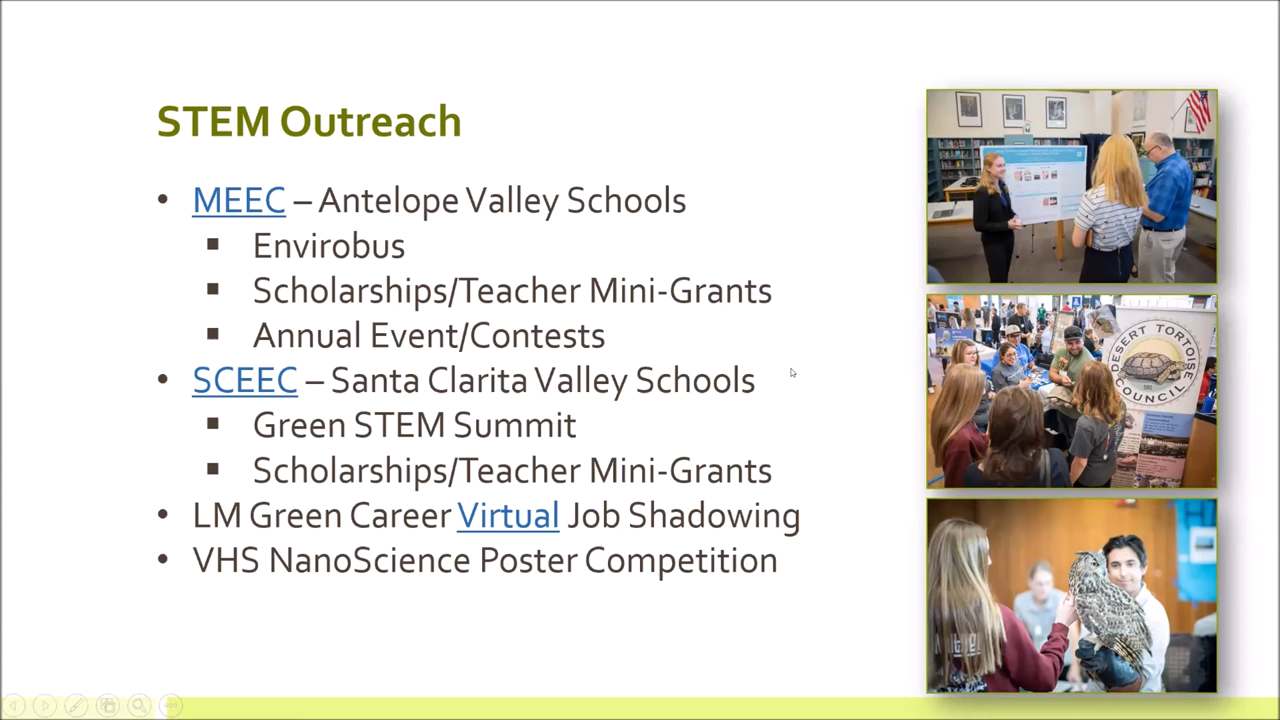 STEM Outreach
• MEEC – Antelope Valley Schools
▪ Envirobus
▪ Scholarships/Teacher Mini-Grants
▪ Annual Event/Contests
• SCEEC – Santa Clarita Valley Schools
▪ Green STEM Summit
▪ Scholarships/Teacher Mini-Grants
• LM Green Career Virtual Job Shadowing
• VHS NanoScience Poster Competition
DESERT TORTOISE
COUNCIL